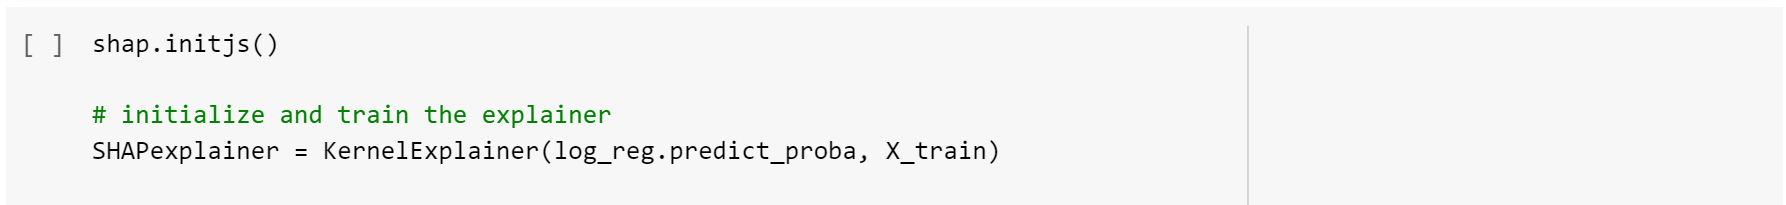 [ ] shap.initjs()
# initialize and train the explainer
SHAPexplainer = KernelExplainer(log_reg.predict_proba, X_train)